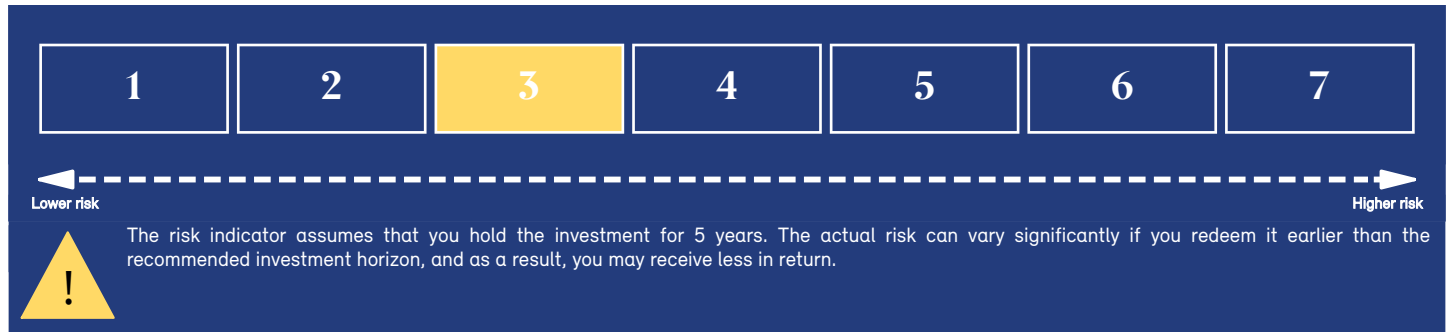 1 2 3 4 5 6 7
Lower risk Higher risk
The risk indicator assumes that you hold the investment for 5 years. The actual risk can vary significantly if you redeem it earlier than the
recommended investment horizon, and as a result, you may receive less in return.
!